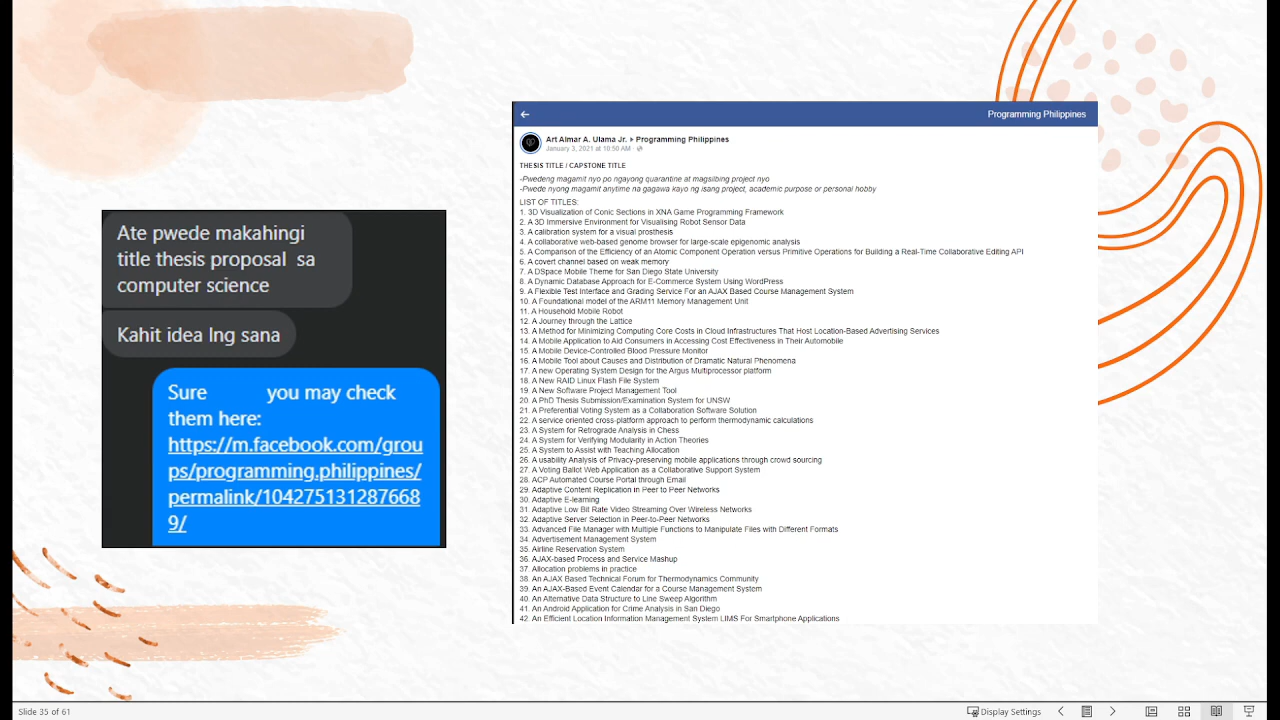 Ate pwede makahingi
title thesis proposal sa
computer science
Kahit idea lng sana
Sure you may check
them here:
https://m.facebook.com/grou
ps/programming.philippines/
permalink/104275131287668
9/
Programming Philippines
Art Almar A. Ulama Jr. ▸ Programming Philippines
January 3, 2021 at 10:50 AM ·
THESIS TITLE / CAPSTONE TITLE
-Pwedeng magamit nyo po ngayong quarantine at magsilbing project nyo
-Pwede nyong magamit anytime na gagawa kayo ng isang project, academic purpose or personal hobby
LIST OF TITLES:
1. 3D Visualization of Conic Sections in XNA Game Programming Framework
2. A 3D Immersive Environment for Visualising Robot Sensor Data
3. A calibration system for a visual prosthesis
4. A collaborative web-based genome browser for large-scale epigenomic analysis
5. A Comparison of the Efficiency of an Atomic Component Operation versus Primitive Operations for Building a Real-Time Collaborative Editing API
6. A covert channel based on weak memory
7. A DSpace Mobile Theme for San Diego State University
8. A Dynamic Database Approach for E-Commerce System Using WordPress
9. A Flexible Test Interface and Grading Service For an AJAX Based Course Management System
10. A Foundational model of the ARM11 Memory Management Unit
11. A Household Mobile Robot
12. A Journey through the Lattice
13. A Method for Minimizing Computing Core Costs in Cloud Infrastructures That Host Location-Based Advertising Services
14. A Mobile Application to Aid Consumers in Accessing Cost Effectiveness in Their Automobile
15. A Mobile Device-Controlled Blood Pressure Monitor
16. A Mobile Tool about Causes and Distribution of Dramatic Natural Phenomena
17. A new Operating System Design for the Argus Multiprocessor platform
18. A New RAID Linux Flash File System
19. A New Software Project Management Tool
20. A PhD Thesis Submission/Examination System for UNSW
21. A Preferential Voting System as a Collaboration Software Solution
22. A service oriented cross-platform approach to perform thermodynamic calculations
23. A System for Retrograde Analysis in Chess
24. A System for Verifying Modularity in Action Theories
25. A System to Assist with Teaching Allocation
26. A usability Analysis of Privacy-preserving mobile applications through crowd sourcing
27. A Voting Ballot Web Application as a Collaborative Support System
28. ACP Automated Course Portal through Email
29. Adaptive Content Replication in Peer to Peer Networks
30. Adaptive E-learning
31. Adaptive Low Bit Rate Video Streaming Over Wireless Networks
32. Adaptive Server Selection in Peer-to-Peer Networks
33. Advanced File Manager with Multiple Functions to Manipulate Files with Different Formats
34. Advertisement Management System
35. Airline Reservation System
36. AJAX-based Process and Service Mashup
37. Allocation problems in practice
38. An AJAX Based Technical Forum for Thermodynamics Community
39. An AJAX-Based Event Calendar for a Course Management System
40. An Alternative Data Structure to Line Sweep Algorithm
41. An Android Application for Crime Analysis in San Diego
42. An Efficient Location Information Management System LIMS For Smartphone Applications
Slide 35 of 61
Display Settings